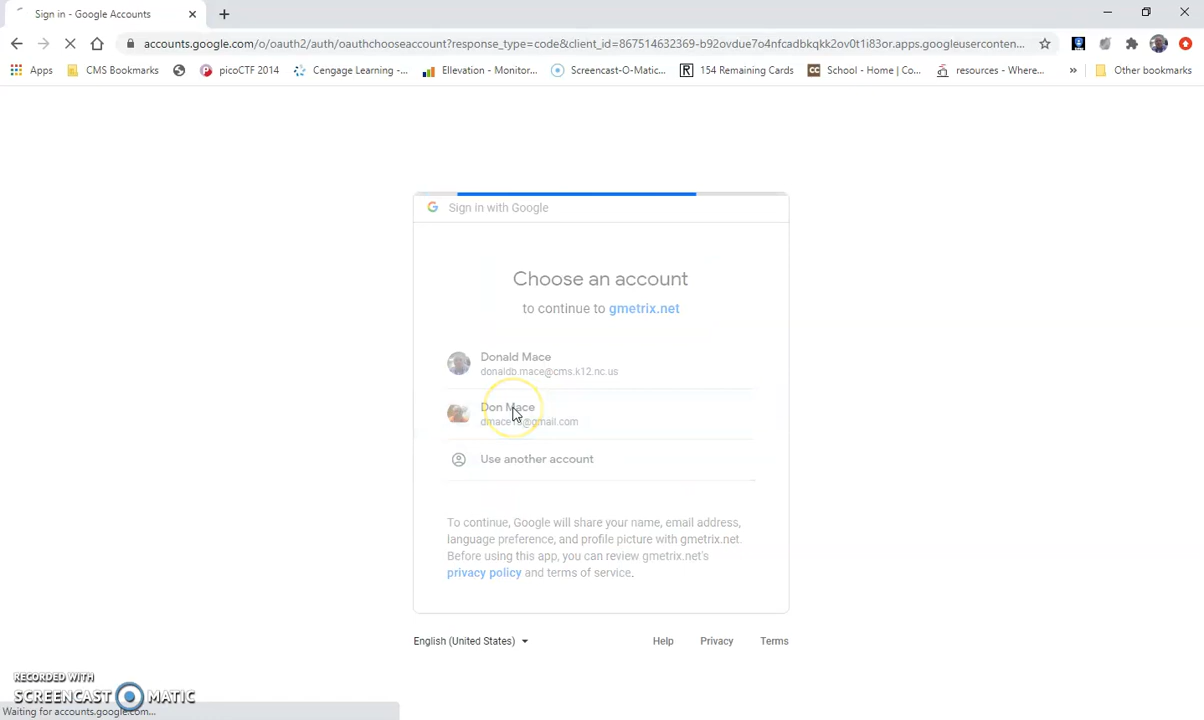 Sign in - Google Accounts
accounts.google.com/o/oauth2/auth/oauthchooseaccount?response_type=code&client_id=867514632369-b92ovdue7o4nfcadbkqkk2ov0t1i83or.apps.googleuserconten...
Apps CMS Bookmarks picoCTF 2014 Cengage Learning -... Ellevation - Monitor... Screencast-O-Matic... R 154 Remaining Cards CC School - Home | Co... resources - Where... » Other bookmarks
Sign in with Google
Choose an account
to continue to gmetrix.net
Donald Mace
donaldb.mace@cms.k12.nc.us
Don Mace
Use another account
To continue, Google will share your name, email address,
language preference, and profile picture with gmetrix.net.
Before using this app, you can review gmetrix.net's
privacy policy and terms of service.
English (United States) Help Privacy Terms
RECORDED WITH
SCREENCAST MATIC
Waiting for accounts.google.com...